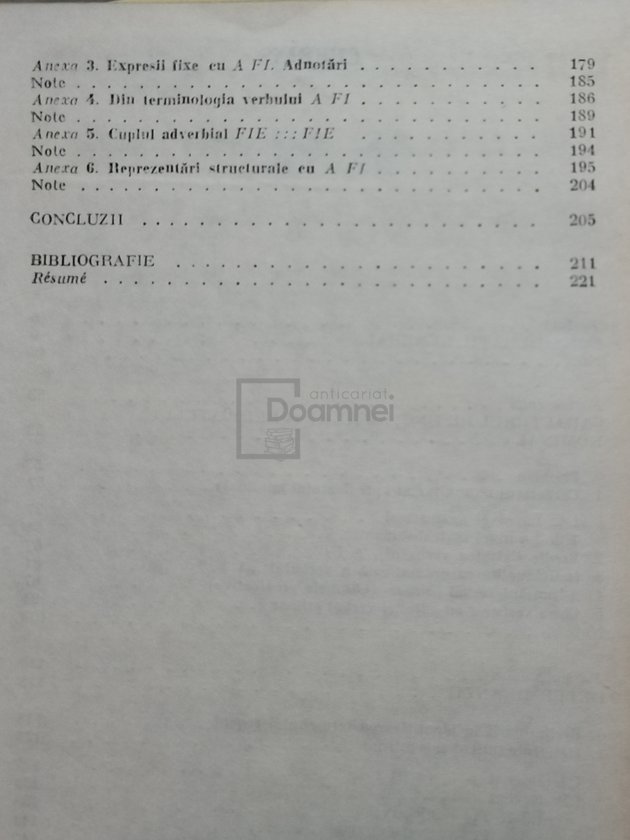 Anexa 3. Expresii fixe cu A FI. Adnotări . . . . . . . . . . . 179
Note . . . . . . . . . . . . . . . . . . . . . . . 185
Anexa 4. Din terminologia verbului A FI . . . . . . . . . . . 186
Note . . . . . . . . . . . . . . . . . . . . . . . 189
Anexa 5. Cuplul adverbial FIE : : : FIE . . . . . . . . . . . 191
Note . . . . . . . . . . . . . . . . . . . . . . . 194
Anexa 6. Reprezentări structurale cu A FI . . . . . . . . . . 195
Note . . . . . . . . . . . . . . . . . . . . . . . 204
CONCLUZII . . . . . . . . . . . . . . . . . . . . 205
BIBLIOGRAFIE . . . . . . . . . . . . . . . . . . 211
Résumé . . . . . . . . . . . . . . . . . . . . . . 221
anticariat
Doamnei